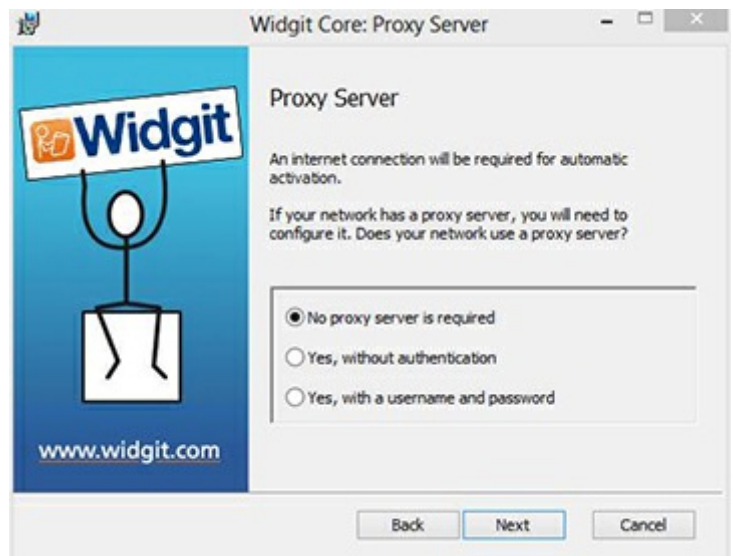 Widgit Core: Proxy Server
Widgit
Proxy Server
An internet connection will be required for automatic
activation.
If your network has a proxy server, you will need to
configure it. Does your network use a proxy server?
No proxy server is required
Yes, without authentication
Yes, with a username and password
www.widgit.com
Back Next Cancel